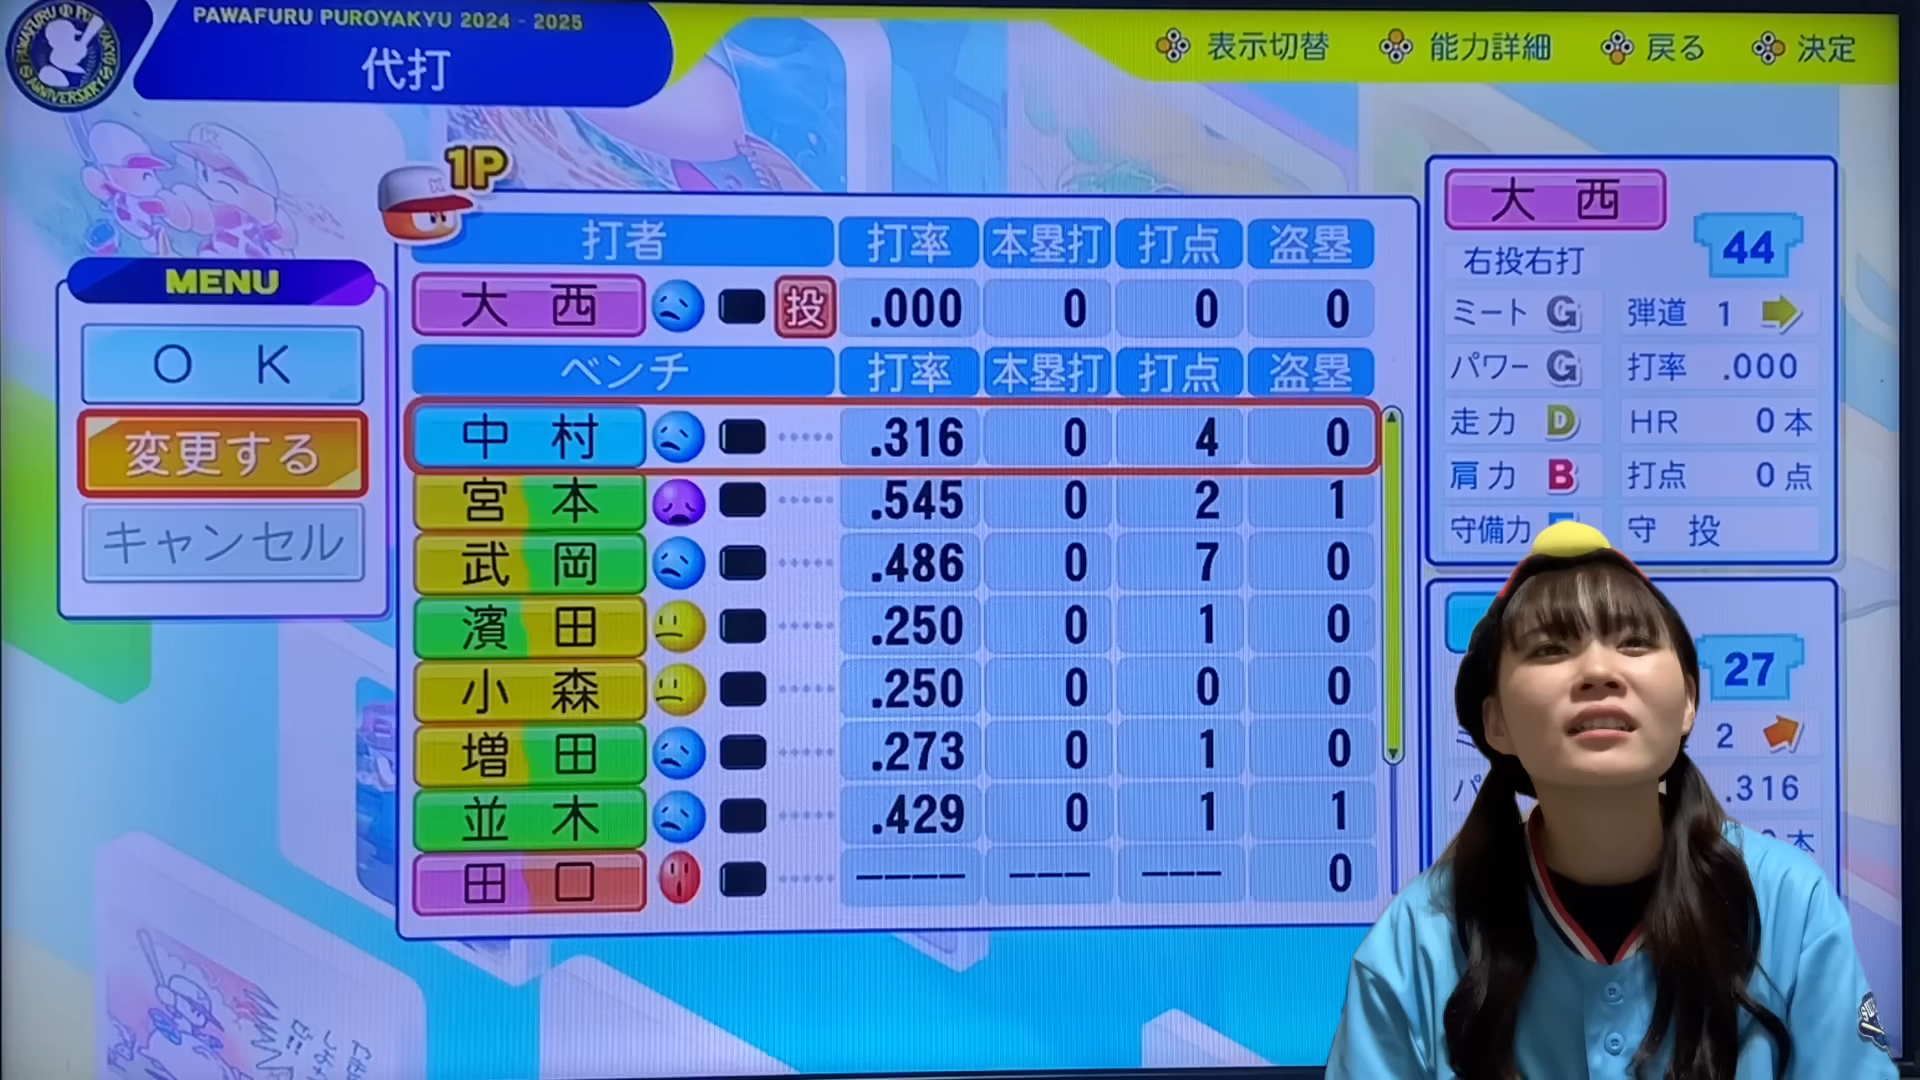 PAWAFURU PUROYAKYU 2024 - 2025
代打
表示切替 能力詳細 戻る 決定
1P
MENU
OK
変更する
キャンセル
打者 打率 本塁打 打点 盗塁
大西 投 .000 0 0 0
ベンチ 打率 本塁打 打点 盗塁
中村 .316 0 4 0
宮本 .545 0 2 1
武岡 .486 0 7 0
濱田 .250 0 1 0
小森 .250 0 0 0
増田 .273 0 1 0
並木 .429 0 1 1
田口 ---- --- --- 0
大西
右投右打 44
ミート G 弾道 1
パワー G 打率 .000
走力 D HR 0本
肩力 B 打点 0点
守備力 守 投
27
2
.316
本